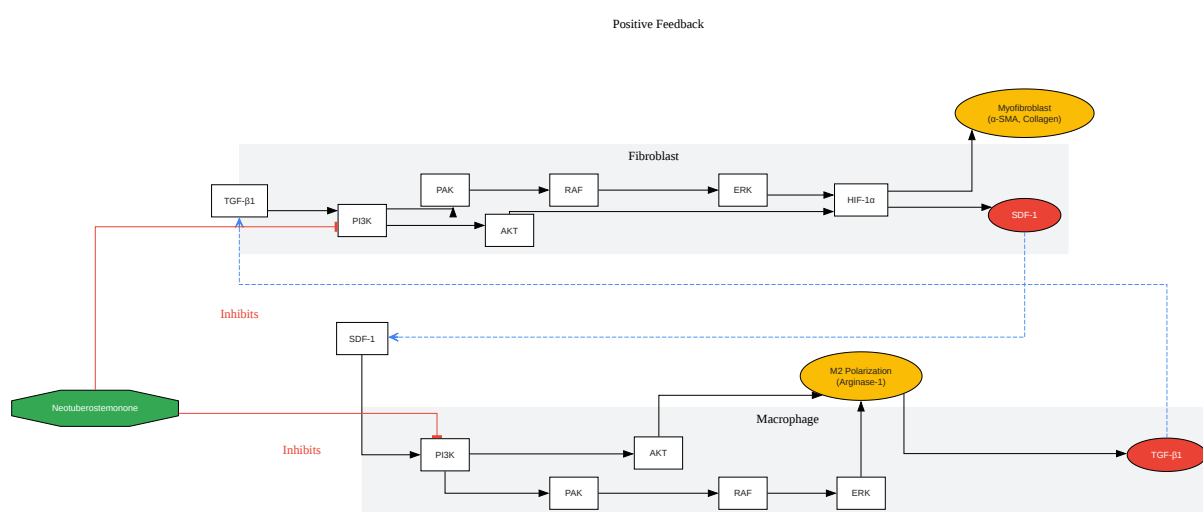 Positive Feedback
Myofibroblast
(α-SMA, Collagen)
Fibroblast
TGF-β1
PI3K
PAK
RAF
ERK
HIF-1α
AKT
SDF-1
Inhibits
SDF-1
M2 Polarization
(Arginase-1)
Neotuberostemonone
Macrophage
Inhibits
PI3K
AKT
TGF-β1
PAK
RAF
ERK